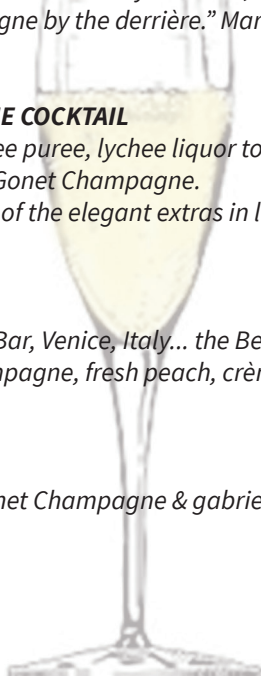 gne by the derrière.” Mar
E COCKTAIL
ee puree, lychee liquor to
Gonet Champagne.
of the elegant extras in l
Bar, Venice, Italy... the Be
mpagne, fresh peach, crèr
net Champagne & gabrie